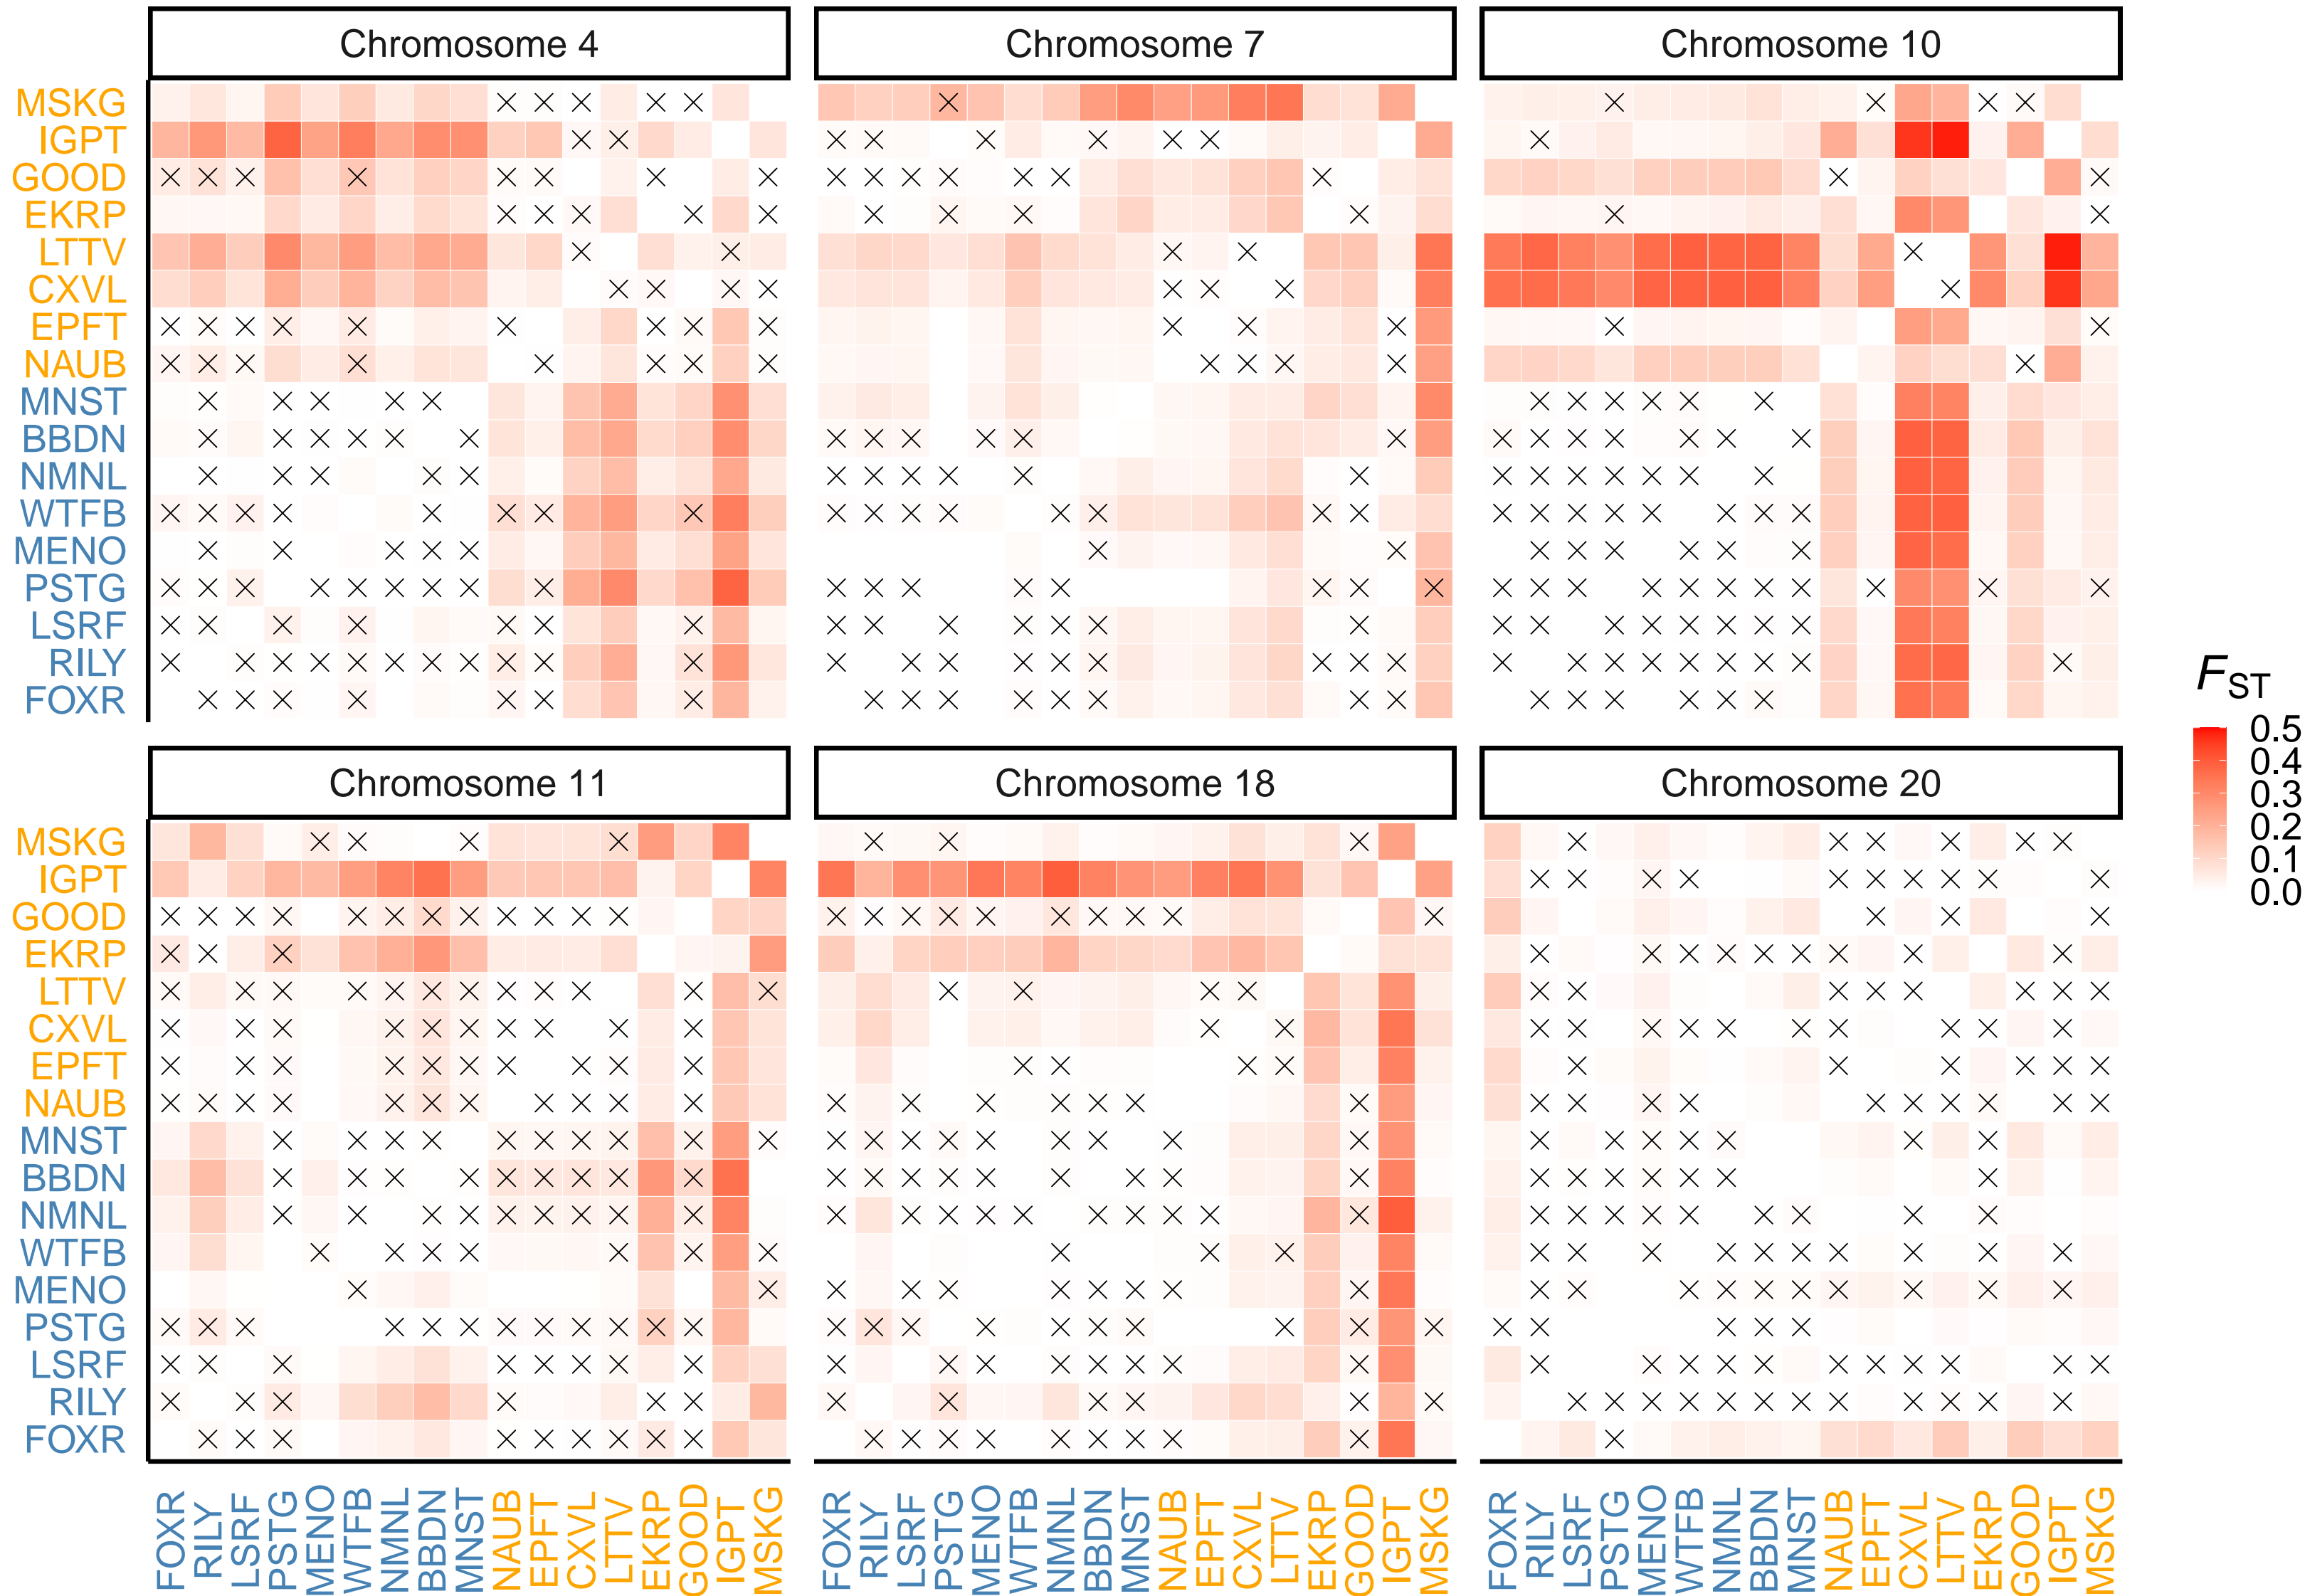 Chromosome 4
Chromosome 7
Chromosome 10
MSKG
IGPT
GOOD
EKRP
LTTV
CXVL
EPFT
NAUB
MNST
BBDN
NMNL
WTFB
MENO
PSTG
LSRF
RILY
FOXR
Chromosome 11
Chromosome 18
Chromosome 20
MSKG
IGPT
GOOD
EKRP
LTTV
CXVL
EPFT
NAUB
MNST
BBDN
NMNL
WTFB
MENO
PSTG
LSRF
RILY
FOXR
FOXR
RILY
LSRF
PSTG
MENO
WTFB
NMNL
BBDN
MNST
NAUB
EPFT
CXVL
LTTV
EKRP
GOOD
IGPT
MSKG
FOXR
RILY
LSRF
PSTG
MENO
WTFB
NMNL
BBDN
MNST
NAUB
EPFT
CXVL
LTTV
EKRP
GOOD
IGPT
MSKG
FOXR
RILY
LSRF
PSTG
MENO
WTFB
NMNL
BBDN
MNST
NAUB
EPFT
CXVL
LTTV
EKRP
GOOD
IGPT
MSKG
FST
0.5
0.4
0.3
0.2
0.1
0.0